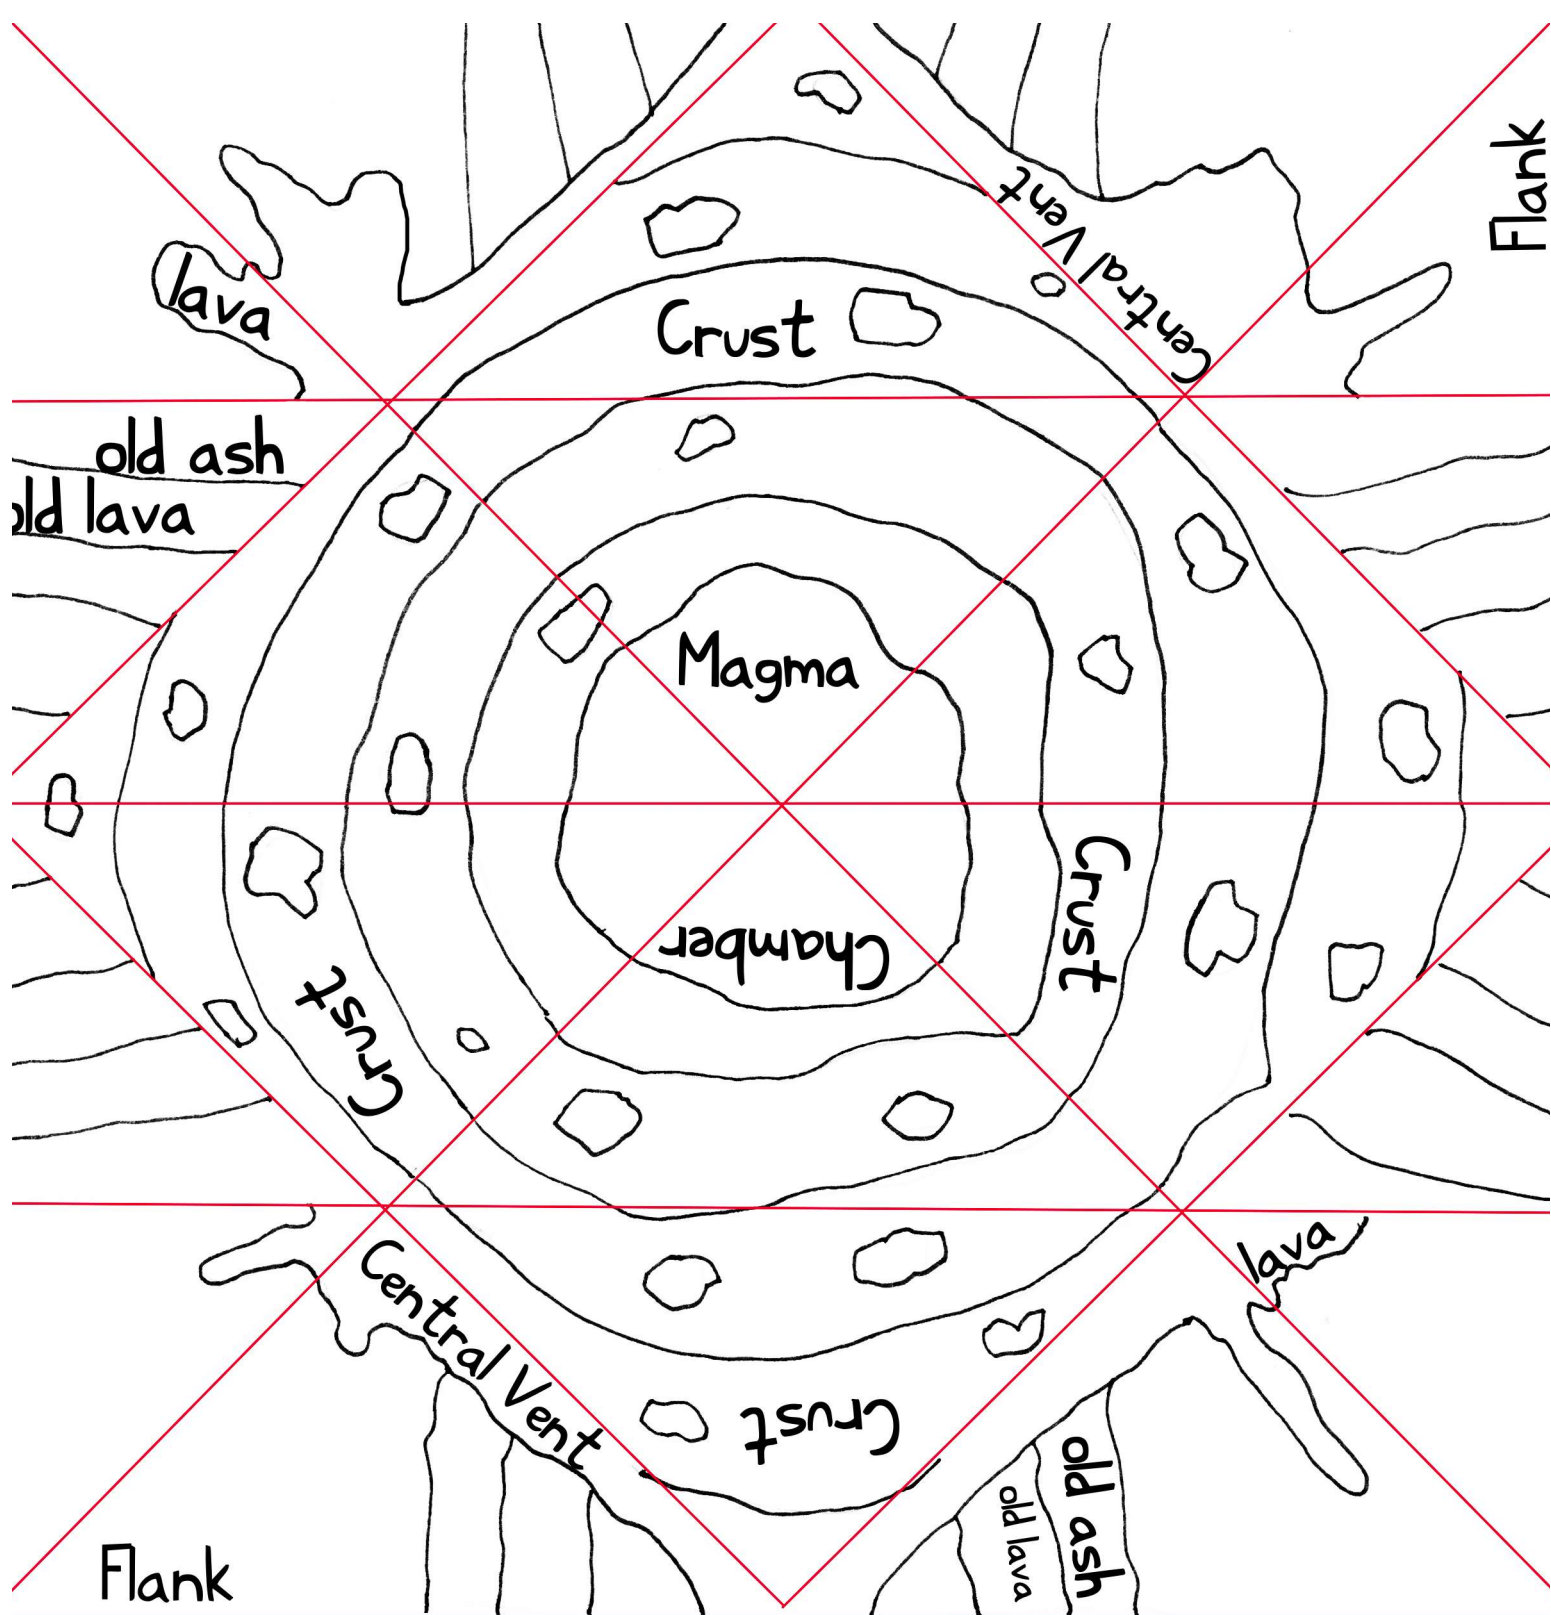 Flank
Central Vent
lava
Crust
old ash
old lava
Magma
Crust
Chamber
Crust
lava
Central Vent
Crust
old ash
old lava
Flank